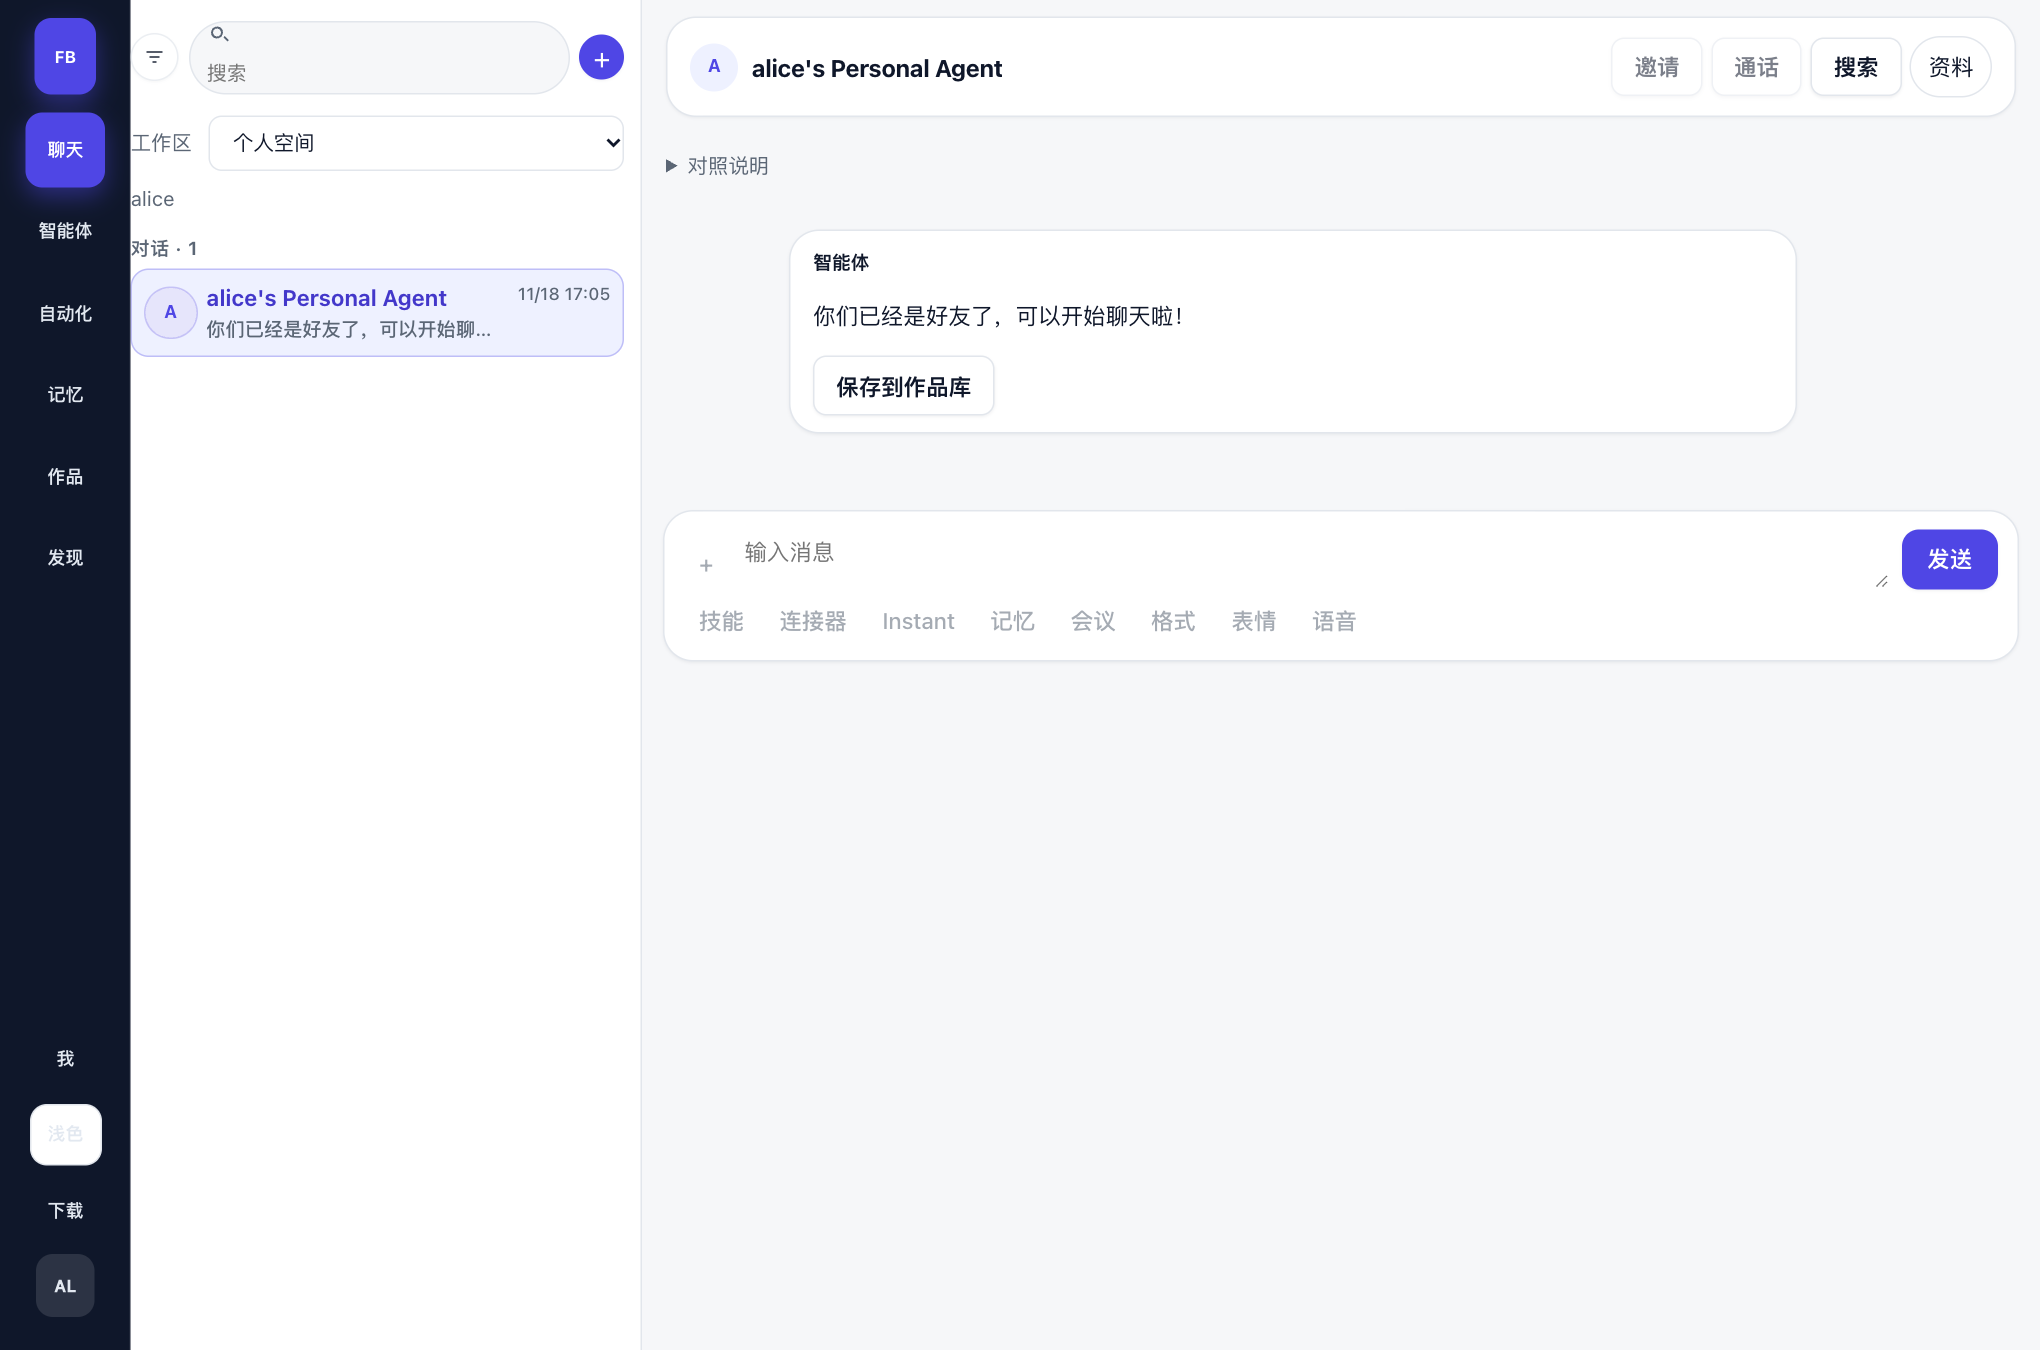 FB
聊天
智能体
自动化
记忆
作品
发现
我
浅色
下载
AL
搜索
+
工作区
个人空间
alice
对话 · 1
A
alice's Personal Agent
11/18 17:05
你们已经是好友了，可以开始聊...
A
alice's Personal Agent
邀请
通话
搜索
资料
▶ 对照说明
智能体
你们已经是好友了，可以开始聊天啦！
保存到作品库
+
输入消息
发送
技能 连接器 Instant 记忆 会议 格式 表情 语音